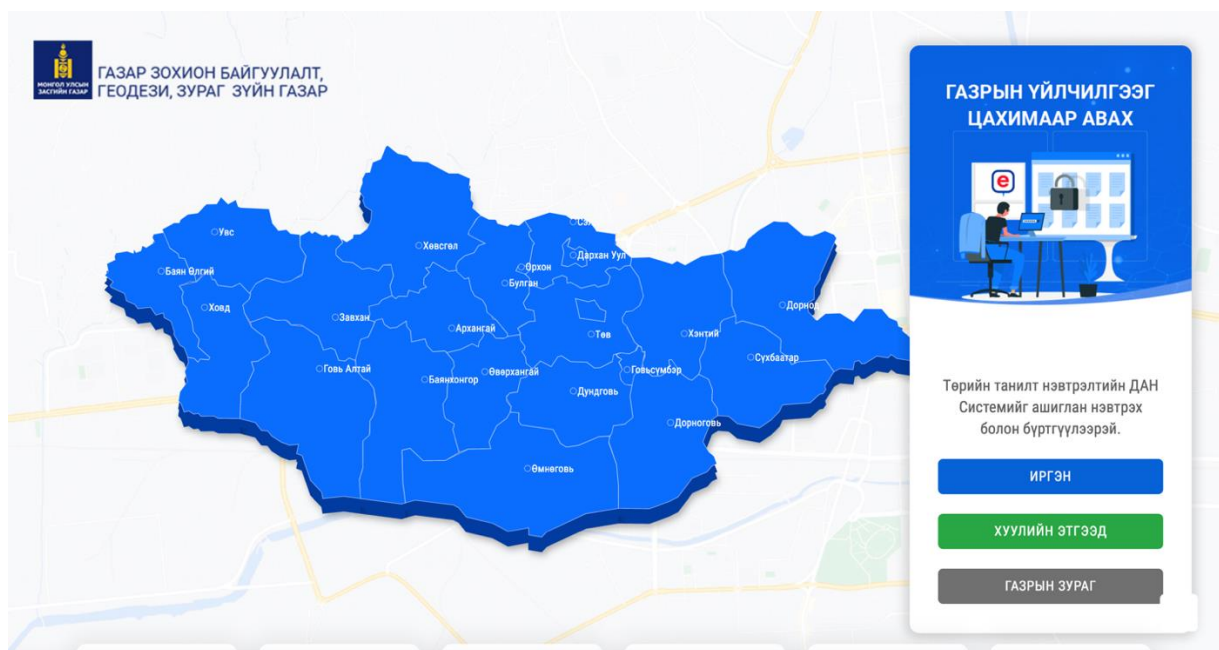 МОНГОЛ УЛСЫН
ЗАСГИЙН ГАЗАР
ГАЗАР ЗОХИОН БАЙГУУЛАЛТ,
ГЕОДЕЗИ, ЗУРАГ ЗҮЙН ГАЗАР
Увс
Баян Өлгий
Ховд
Хөвсгөл
Дархан Уул
Орхон
Булган
Завхан
Архангай
Төв
Хэнтий
Дорнод
Сүхбаатар
Говь Алтай
Баянхонгор
Өвөрхангай
Говьсүмбэр
Дундговь
Дорноговь
Өмнөговь
ГАЗРЫН ҮЙЛЧИЛГЭЭГ
ЦАХИМААР АВАХ
e
Төрийн танилт нэвтрэлтийн ДАН
Системийг ашиглан нэвтрэх
болон бүртгүүлээрэй.
ИРГЭН
ХУУЛИЙН ЭТГЭЭД
ГАЗРЫН ЗУРАГ